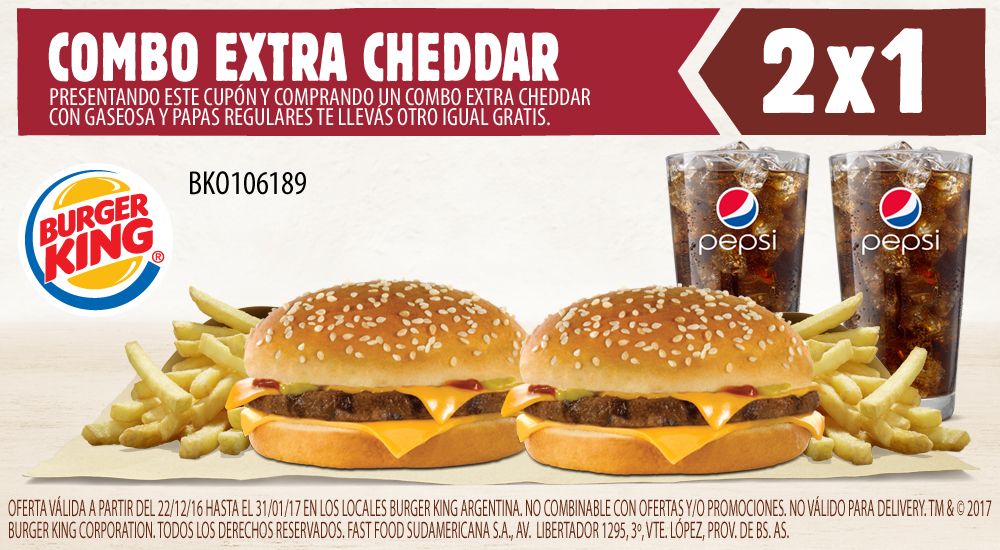 COMBO EXTRA CHEDDAR
PRESENTANDO ESTE CUPÓN Y COMPRANDO UN COMBO EXTRA CHEDDAR
CON GASEOSA Y PAPAS REGULARES TE LLEVÁS OTRO IGUAL GRATIS.
2x1
BKO106189
BURGER
KING®
pepsi
pepsi
OFERTA VÁLIDA A PARTIR DEL 22/12/16 HASTA EL 31/01/17 EN LOS LOCALES BURGER KING ARGENTINA. NO COMBINABLE CON OFERTAS Y/O PROMOCIONES. NO VÁLIDO PARA DELIVERY. TM & © 2017
BURGER KING CORPORATION. TODOS LOS DERECHOS RESERVADOS. FAST FOOD SUDAMERICANA S.A., AV. LIBERTADOR 1295, 3º, VTE. LÓPEZ, PROV. DE BS. AS.